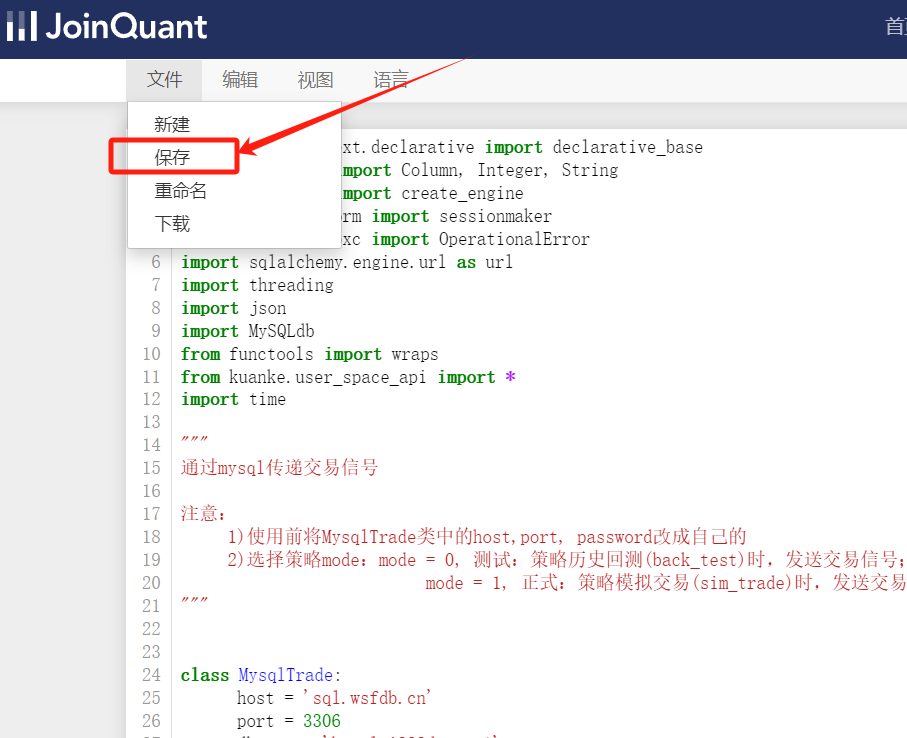 JoinQuant
文件 编辑 视图 语言
新建
保存
重命名
下载
xt.declarative import declarative_base
mport Column, Integer, String
mport create_engine
rm import sessionmaker
xc import OperationalError
6 import sqlalchemy.engine.url as url
7 import threading
8 import json
9 import MySQLdb
10 from functools import wraps
11 from kuanke.user_space_api import *
12 import time
13
14 """
15 通过mysql传递交易信号
16
17 注意:
18 1)使用前将MysqlTrade类中的host,port, password改成自己的
19 2)选择策略mode: mode = 0, 测试: 策略历史回测(back_test)时, 发送交易信号;
20 mode = 1, 正式: 策略模拟交易(sim_trade)时, 发送交易
21 """
22
23
24 class MysqlTrade:
25 host = 'sql.wsfdb.cn'
26 port = 3306